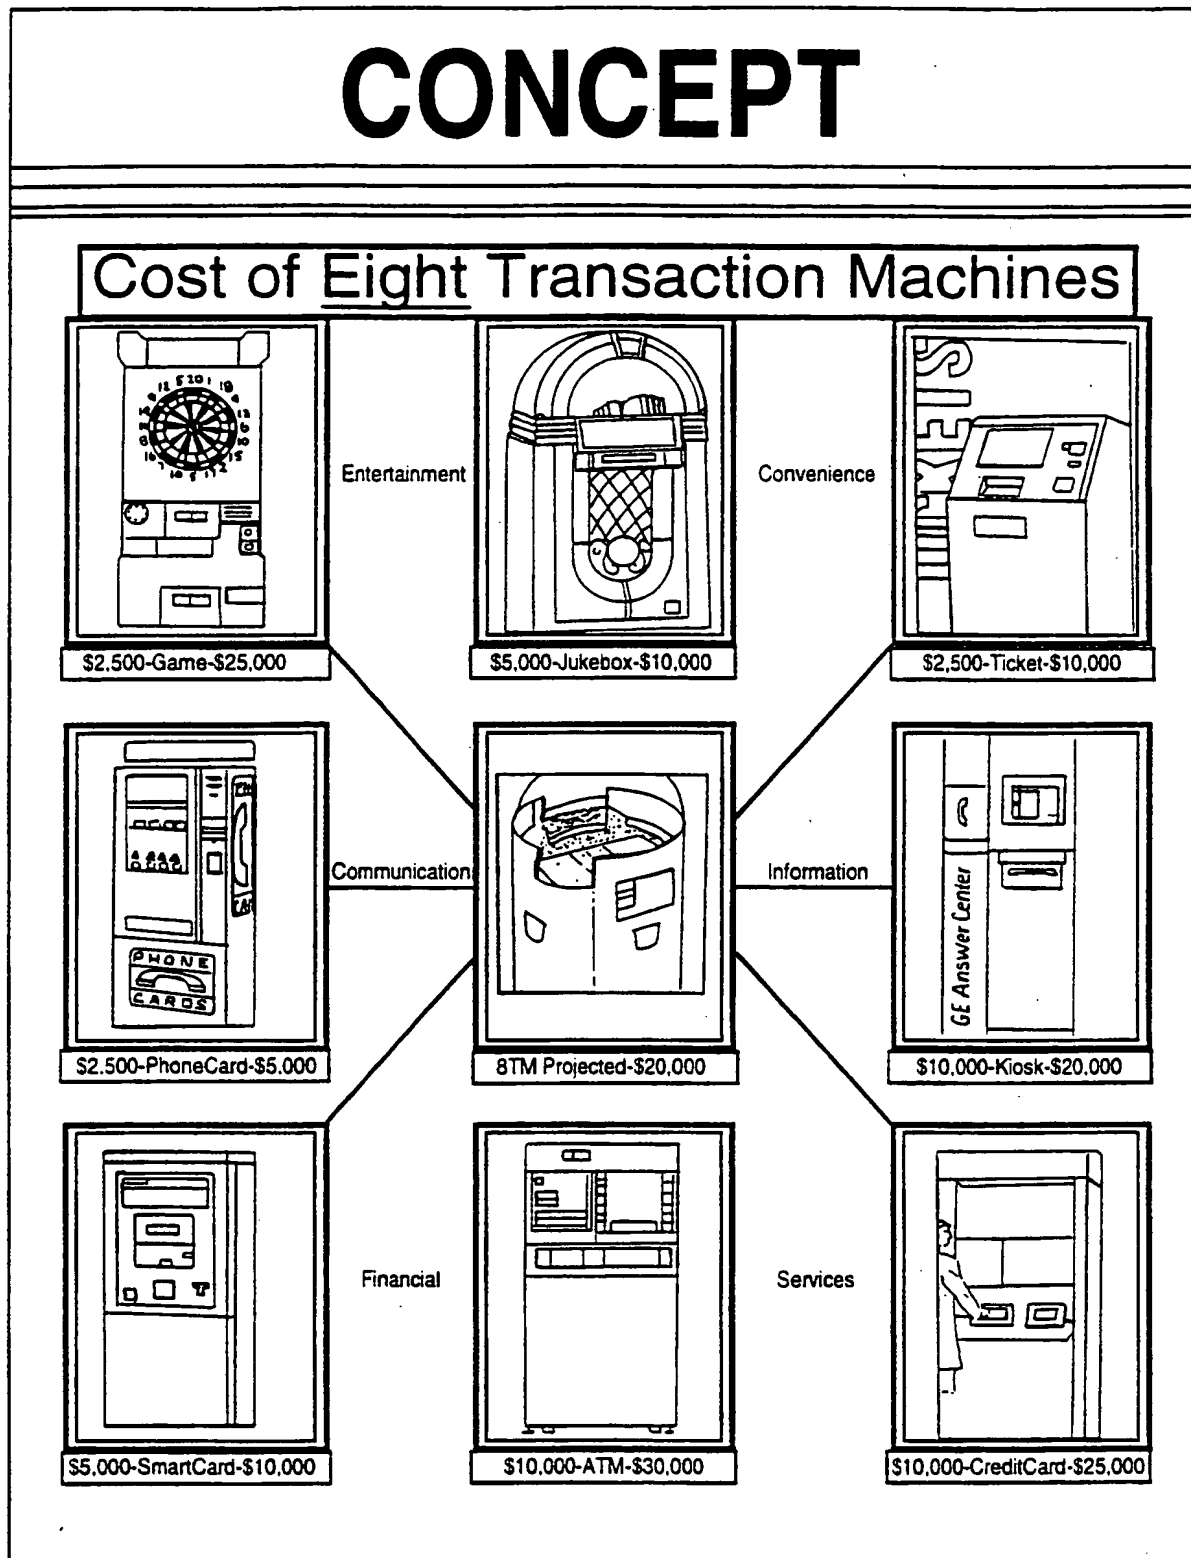 CONCEPT
Cost of Eight Transaction Machines
Entertainment
Convenience
$2.500-Game-$25,000
$5,000-Jukebox-$10,000
$2,500-Ticket-$10,000
PHONE
CARDS
Communication
Information
GE Answer Center
$2.500-PhoneCard-$5.000
8TM Projected-$20,000
$10,000-Kiosk-$20,000
Financial
Services
$5,000-SmartCard-$10,000
$10,000-ATM-$30,000
$10,000-CreditCard-$25,000